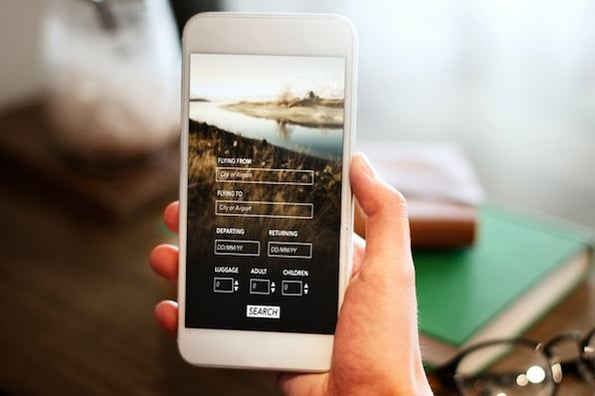 FLYING FROM
City or Airport
FLYING TO
City or Airport
DEPARTING RETURNING
DD/MM/YY DD/MM/YY
LUGGAGE ADULT CHILDREN
0 0 0
SEARCH